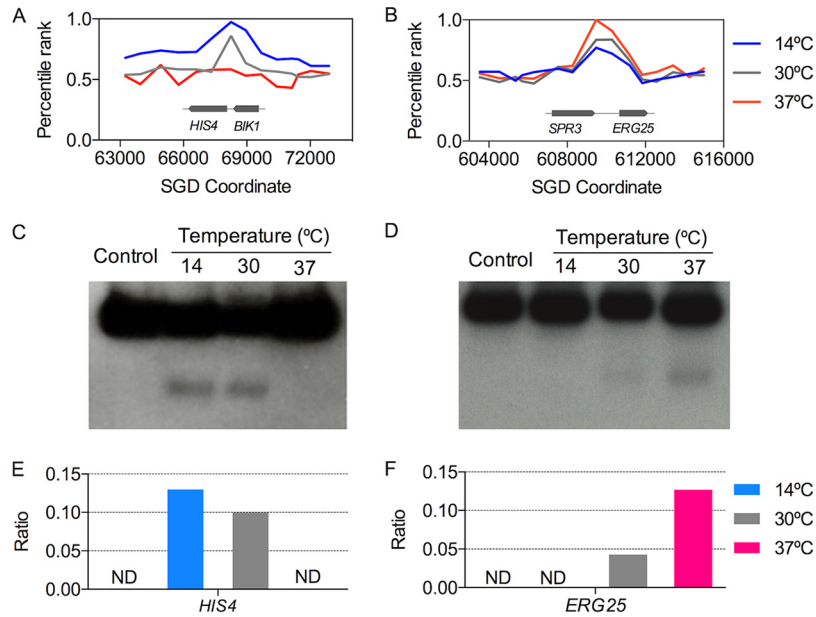 A
Percentile rank
1.0
0.5
0.0
HIS4 BIK1
63000 66000 69000 72000
SGD Coordinate
B
Percentile rank
1.0
0.5
0.0
SPR3 ERG25
604000 608000 612000 616000
SGD Coordinate
14ºC
30ºC
37ºC
C
Temperature (ºC)
Control
14 30 37
D
Temperature (ºC)
Control
14 30 37
E
Ratio
0.15
0.10
0.05
0.00
ND ND
HIS4
F
Ratio
0.15
0.10
0.05
0.00
ND ND
ERG25
14ºC
30ºC
37ºC